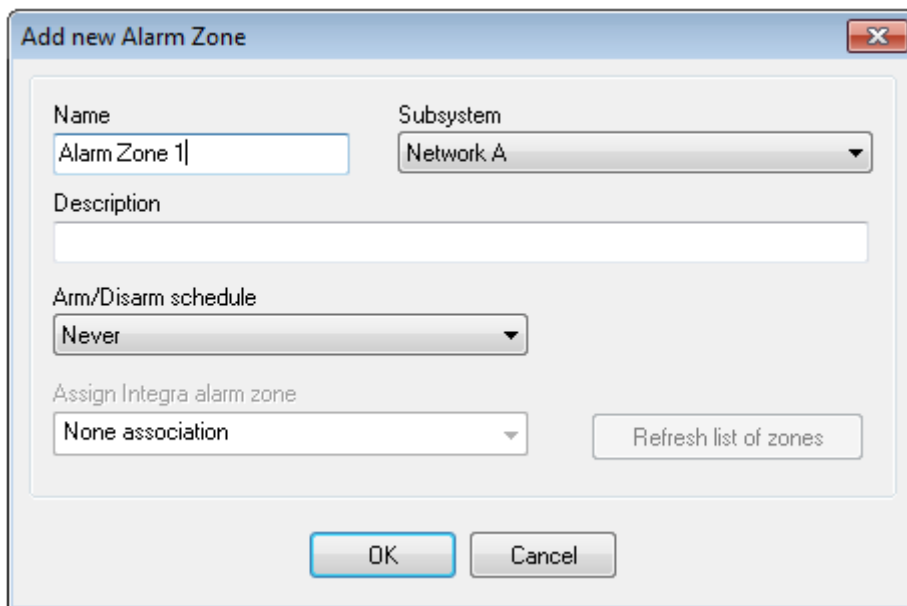 Add new Alarm Zone
Name
Subsystem
Alarm Zone 1
Network A
Description
Arm/Disarm schedule
Never
Assign Integra alarm zone
None association
Refresh list of zones
OK
Cancel